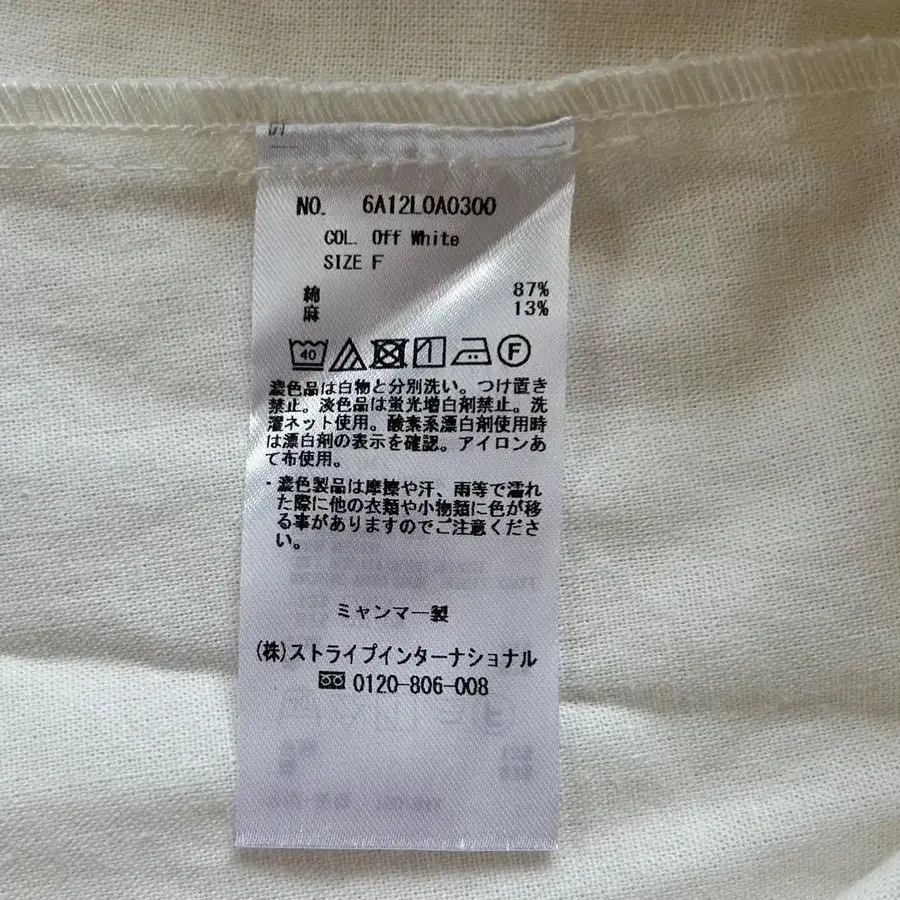 NO. 6A12L0A0300
COL. Off White
SIZE F
綿 87%
麻 13%
40
F
濃色品は白物と分別洗い。つけ置き
禁止。淡色品は蛍光増白剤禁止。洗
濯ネット使用。酸素系漂白剤使用時
は漂白剤の表示を確認。アイロンあ
て布使用。
・濃色製品は摩擦や汗、雨等で濡れ
た際に他の衣類や小物類に色が移
る事がありますのでご注意くださ
い。
ミャンマー製
(株)ストライプインターナショナル
0120-806-008